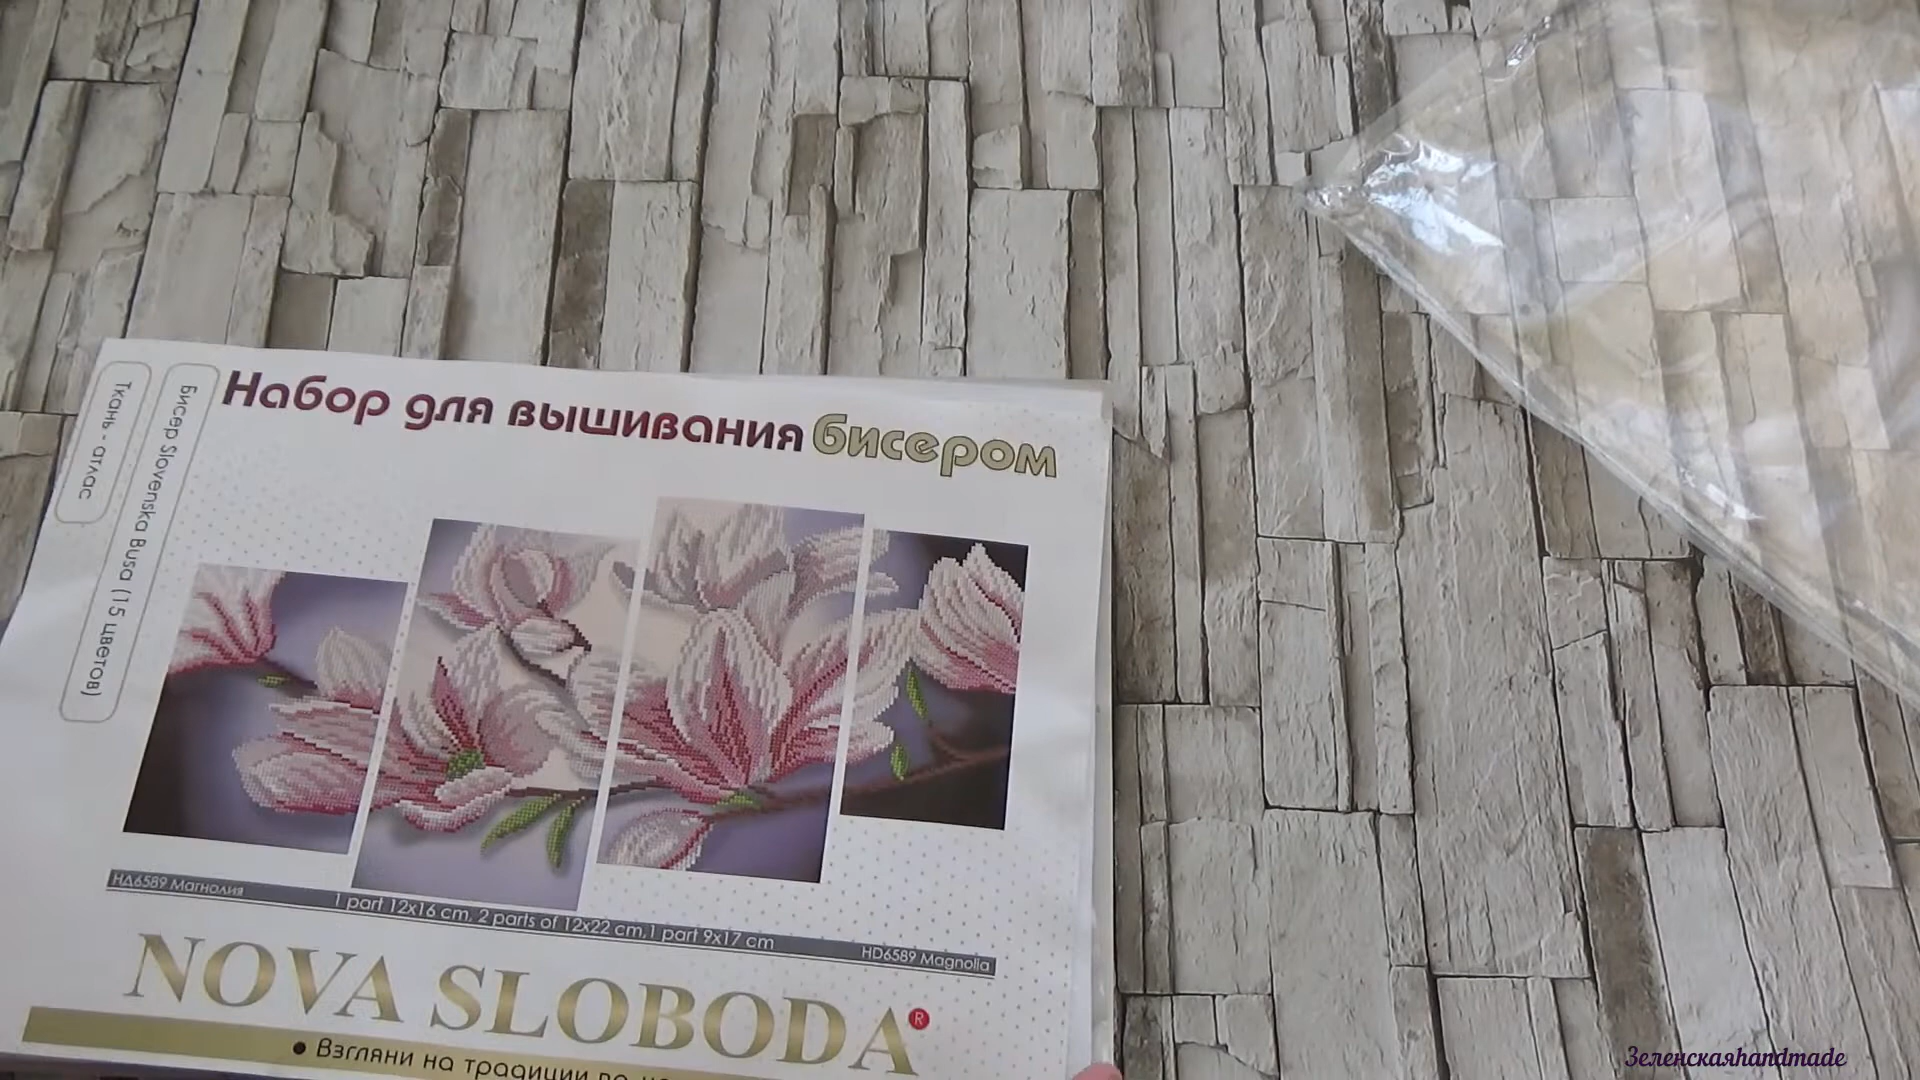 Набор для вышивания бисером
Бисер Slovenska Busa (15 цветов)
Ткань - атлас
НД6589 Магнолия
1 part 12x16 cm, 2 parts of 12x22 cm, 1 part 9x17 cm
HD6589 Magnolia
NOVA SLOBODA®
• Взгляни на традиции
Зеленскаяhandmade